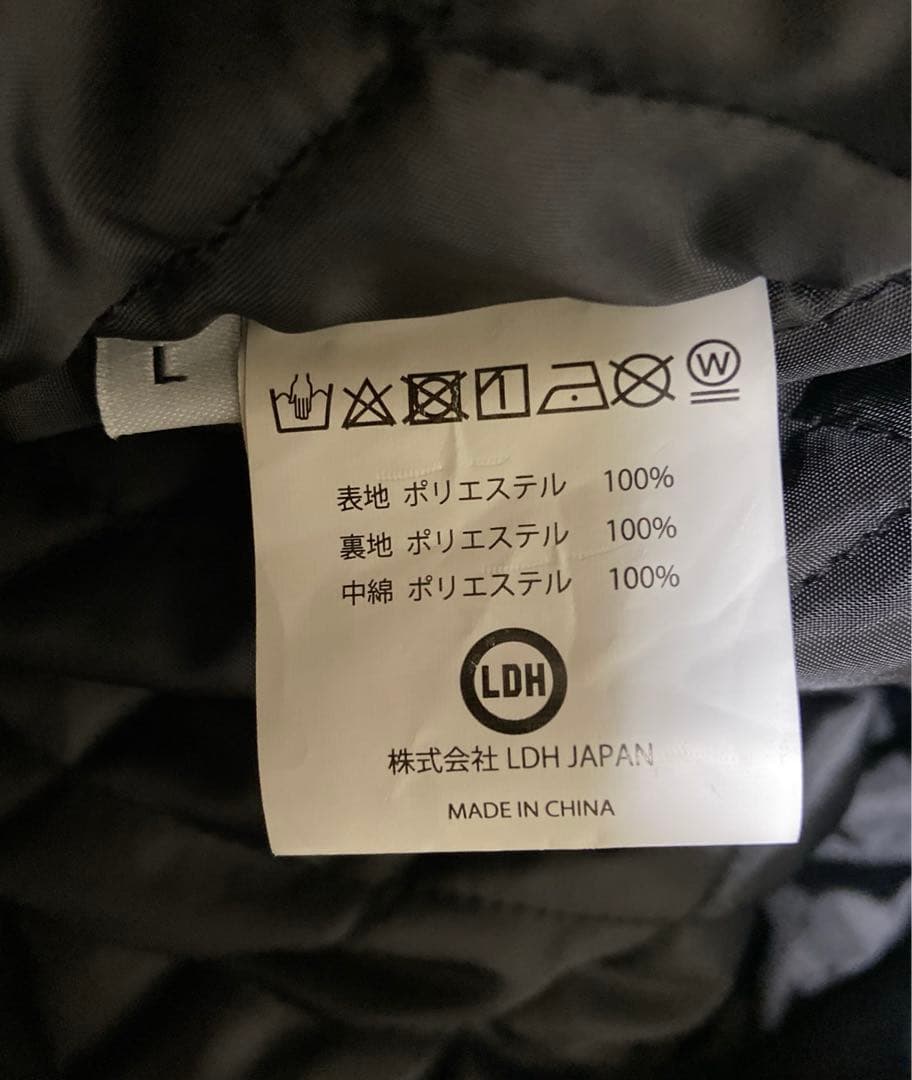 L
W
表地 ポリエステル 100%
裏地 ポリエステル 100%
中綿 ポリエステル 100%
LDH
株式会社 LDH JAPAN
MADE IN CHINA